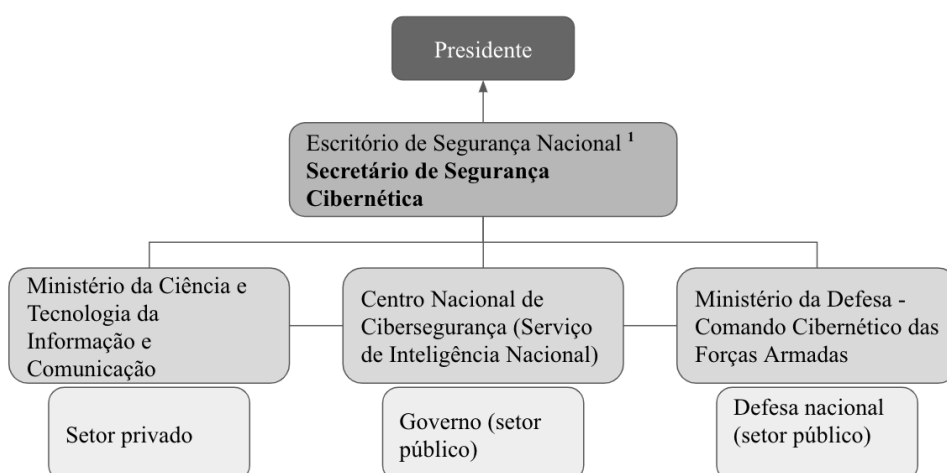 Presidente
Escritório de Segurança Nacional ¹
Secretário de Segurança
Cibernética
Ministério da Ciência e
Tecnologia da
Informação e
Comunicação
Centro Nacional de
Cibersegurança (Serviço
de Inteligência Nacional)
Ministério da Defesa -
Comando Cibernético das
Forças Armadas
Setor privado
Governo (setor
público)
Defesa nacional
(setor público)